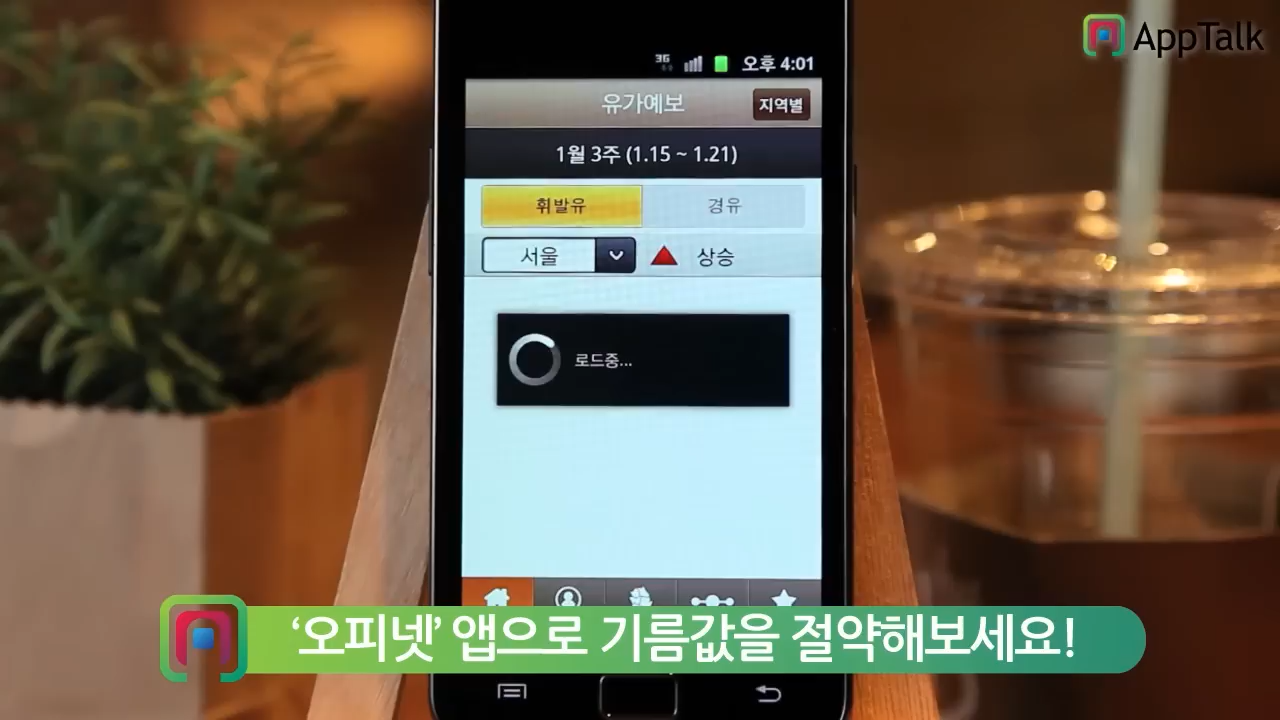 AppTalk
3G
오후 4:01
유가예보
지역별
1월 3주 (1.15 ~ 1.21)
휘발유
경유
서울
상승
로드중...
‘오피넷’ 앱으로 기름값을 절약해보세요!